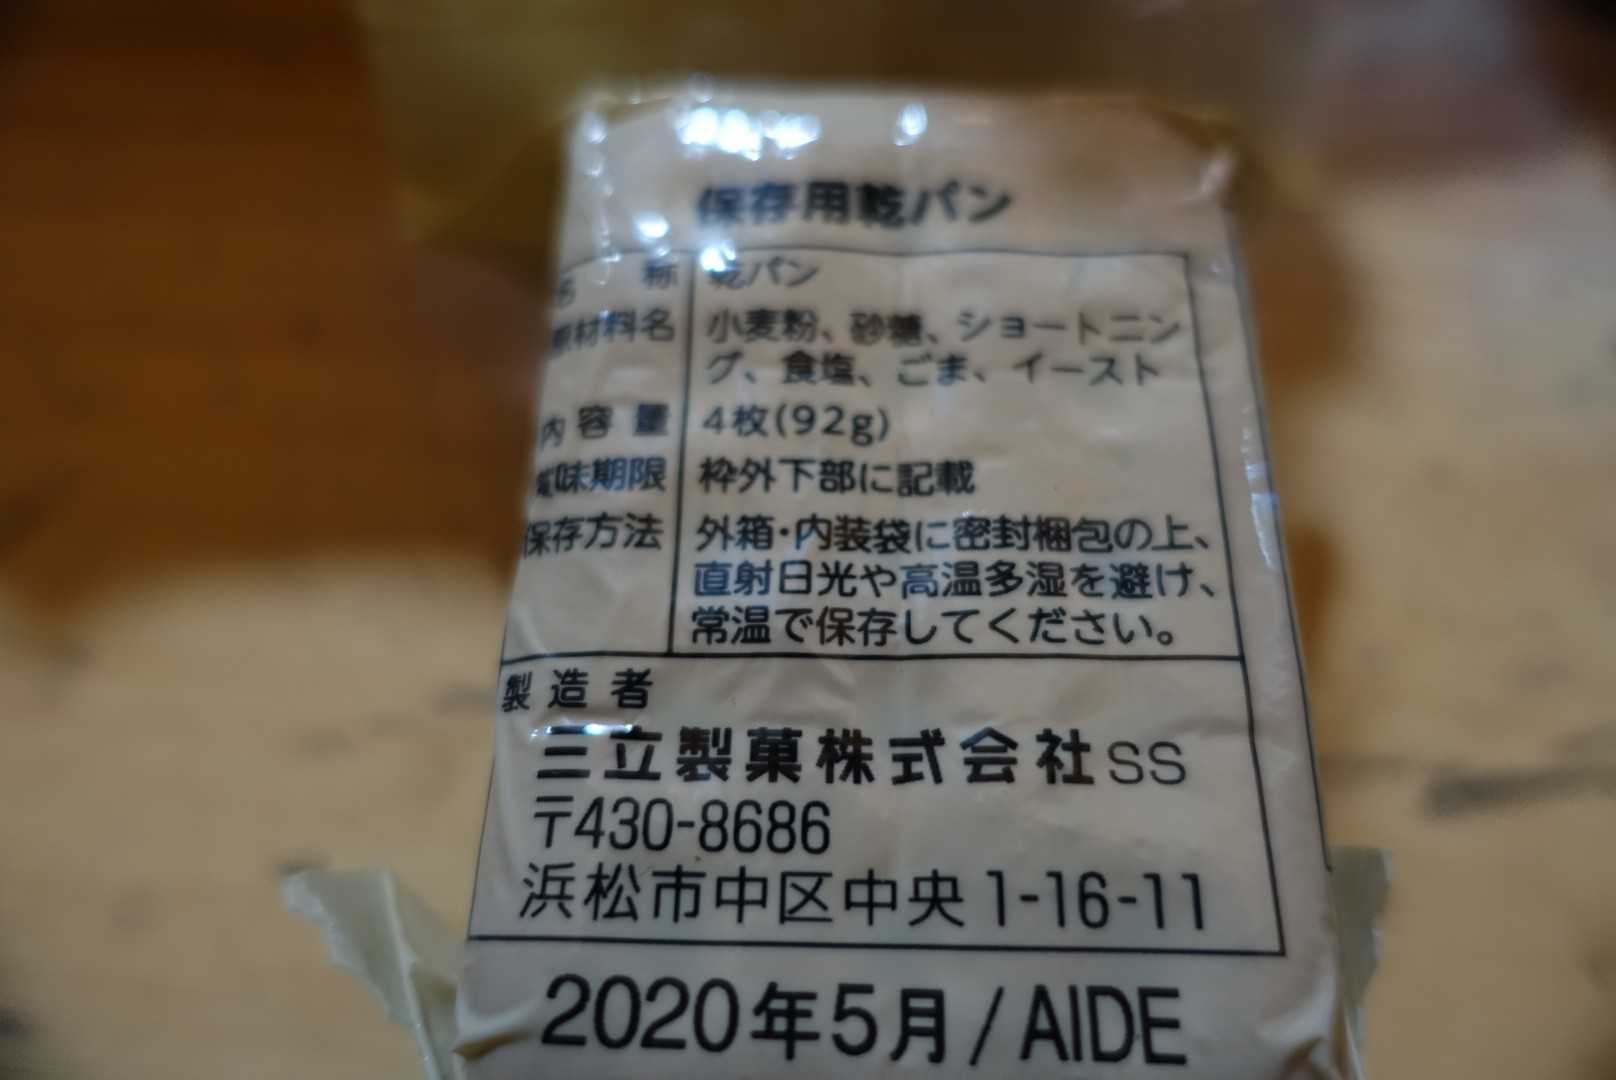 保存用乾パン
名 称 乾パン
原材料名 小麦粉、砂糖、ショートニン
グ、食塩、ごま、イースト
内容量 4枚(92g)
賞味期限 枠外下部に記載
保存方法 外箱・内装袋に密封梱包の上、
直射日光や高温多湿を避け、
常温で保存してください。
製造者
三立製菓株式会社SS
〒430-8686
浜松市中区中央1-16-11
2020年5月/AIDE